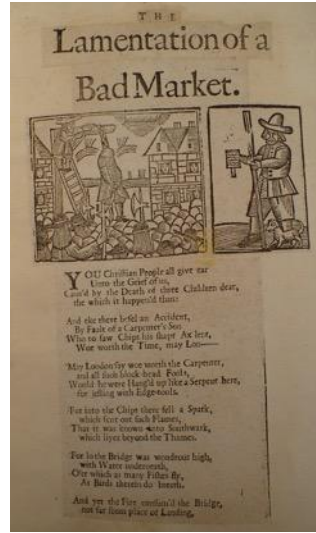 THE
Lamentation of a
Bad Market.
YOU Christian People all give ear
Unto the Grief of us,
Caus'd by the Death of three Children dear,
the which it happen'd thus:
And eke there befel an Accident,
By Fault of a Carpenter's Son
Who to saw Chips his sharp Ax lent,
Woe worth the Time, may Lon——
May London say woe worth the Carpenter,
and all such block-head Fools,
Would he were Hang'd up like a Serpent here,
for jesting with Edge-tools.
For into the Chips there fell a Spark,
which set out such Flames,
That it was known into Southwark,
which lives beyond the Thames.
For lo the Bridge was wondrous high,
with Water underneath,
O'er which as many Fishes fly,
As Birds therein do breath.
And yet the Fire consum'd the Bridge,
not far from place of Landing,